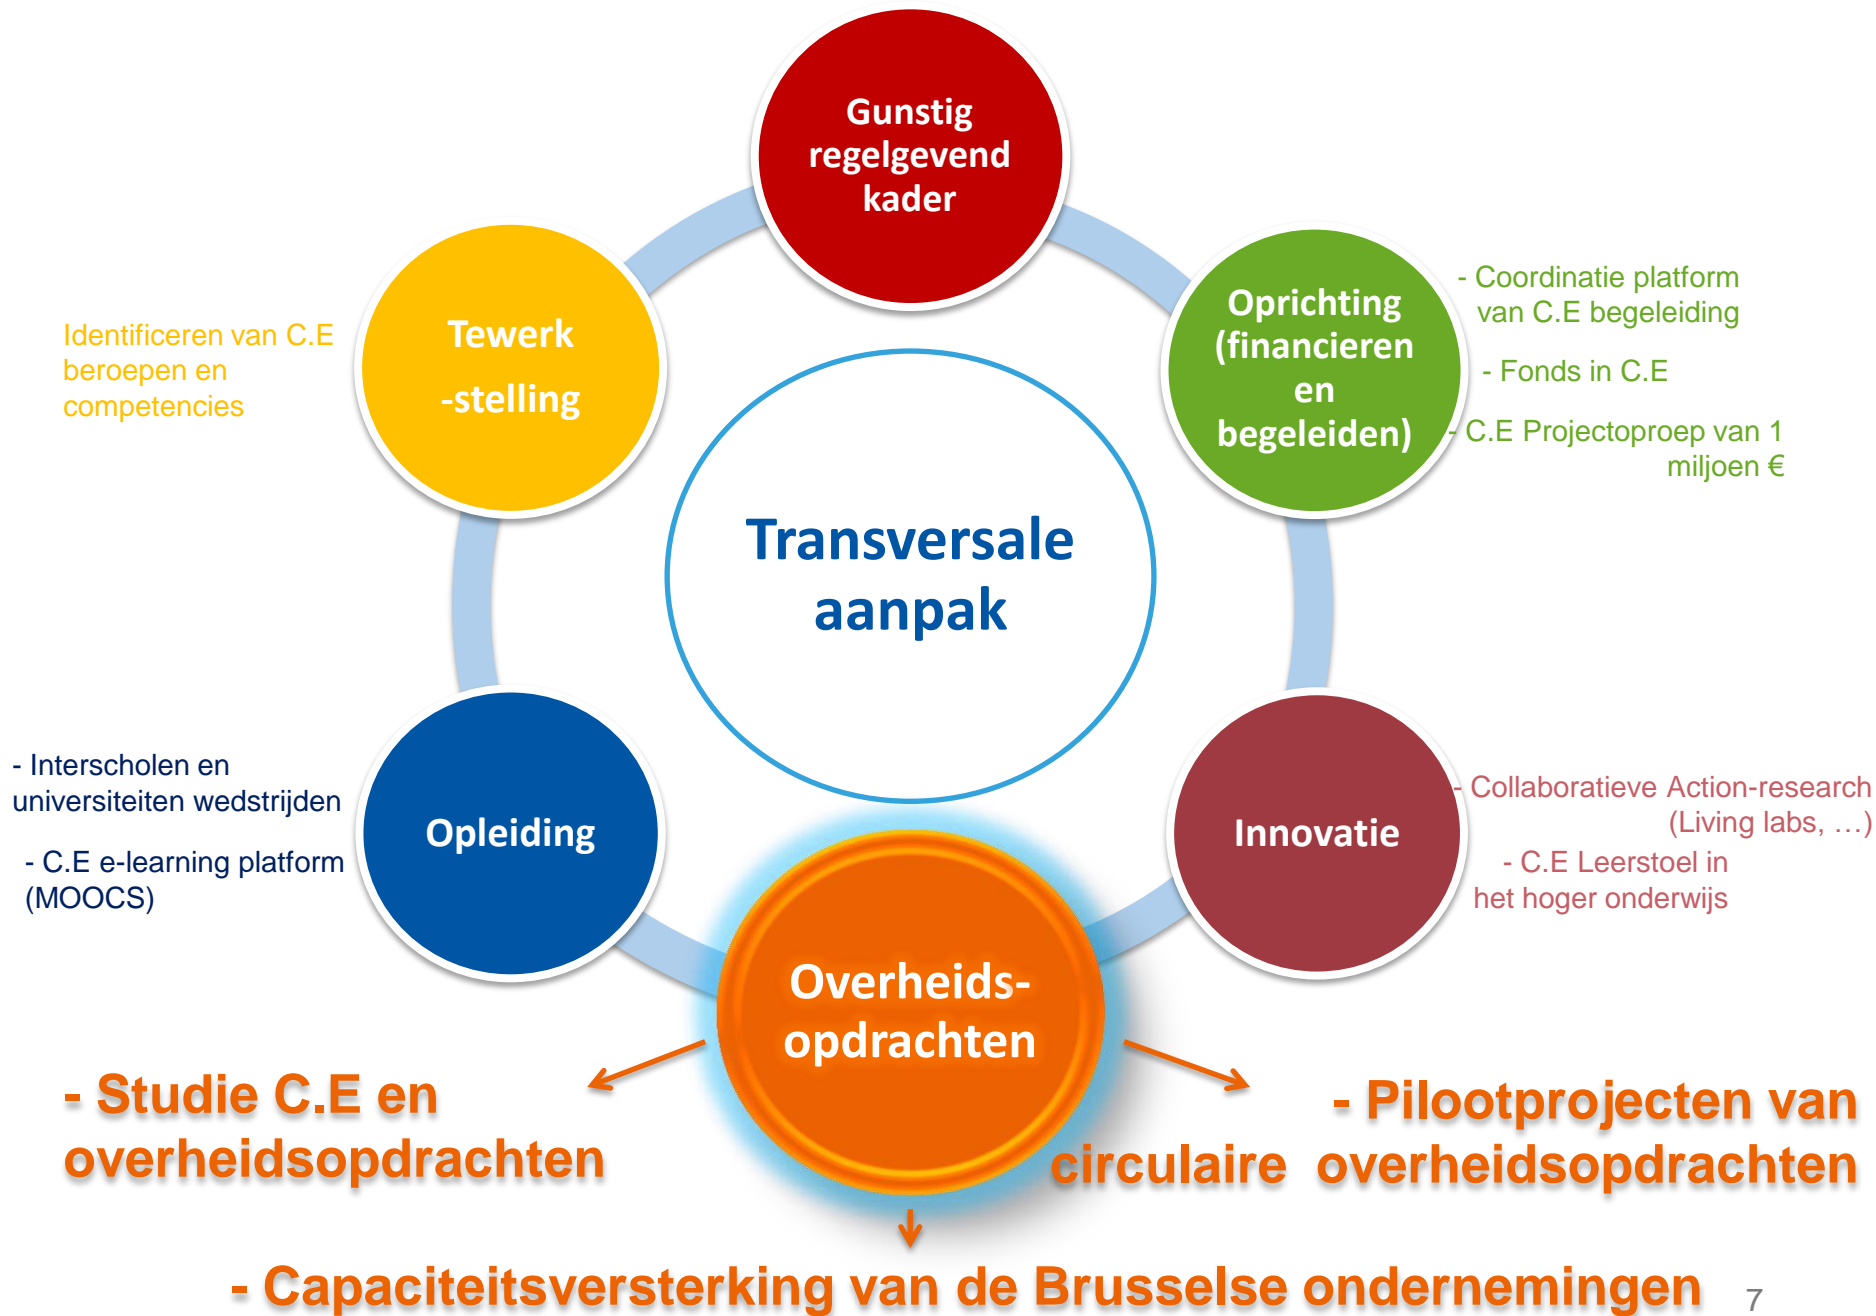 Gunstig
regelgevend
kader
Tewerk
-stelling
Identificeren van C.E
beroepen en
competencies
Oprichting
(financieren
en
begeleiden)
- Coordinatie platform
van C.E begeleiding
- Fonds in C.E
- C.E Projectoproep van 1
miljoen €
Transversale
aanpak
Opleiding
- Interscholen en
universiteiten wedstrijden
- C.E e-learning platform
(MOOCS)
Innovatie
- Collaboratieve Action-research
(Living labs, …)
- C.E Leerstoel in
het hoger onderwijs
Overheids-
opdrachten
- Studie C.E en
overheidsopdrachten
- Pilootprojecten van
circulaire overheidsopdrachten
- Capaciteitsversterking van de Brusselse ondernemingen
7